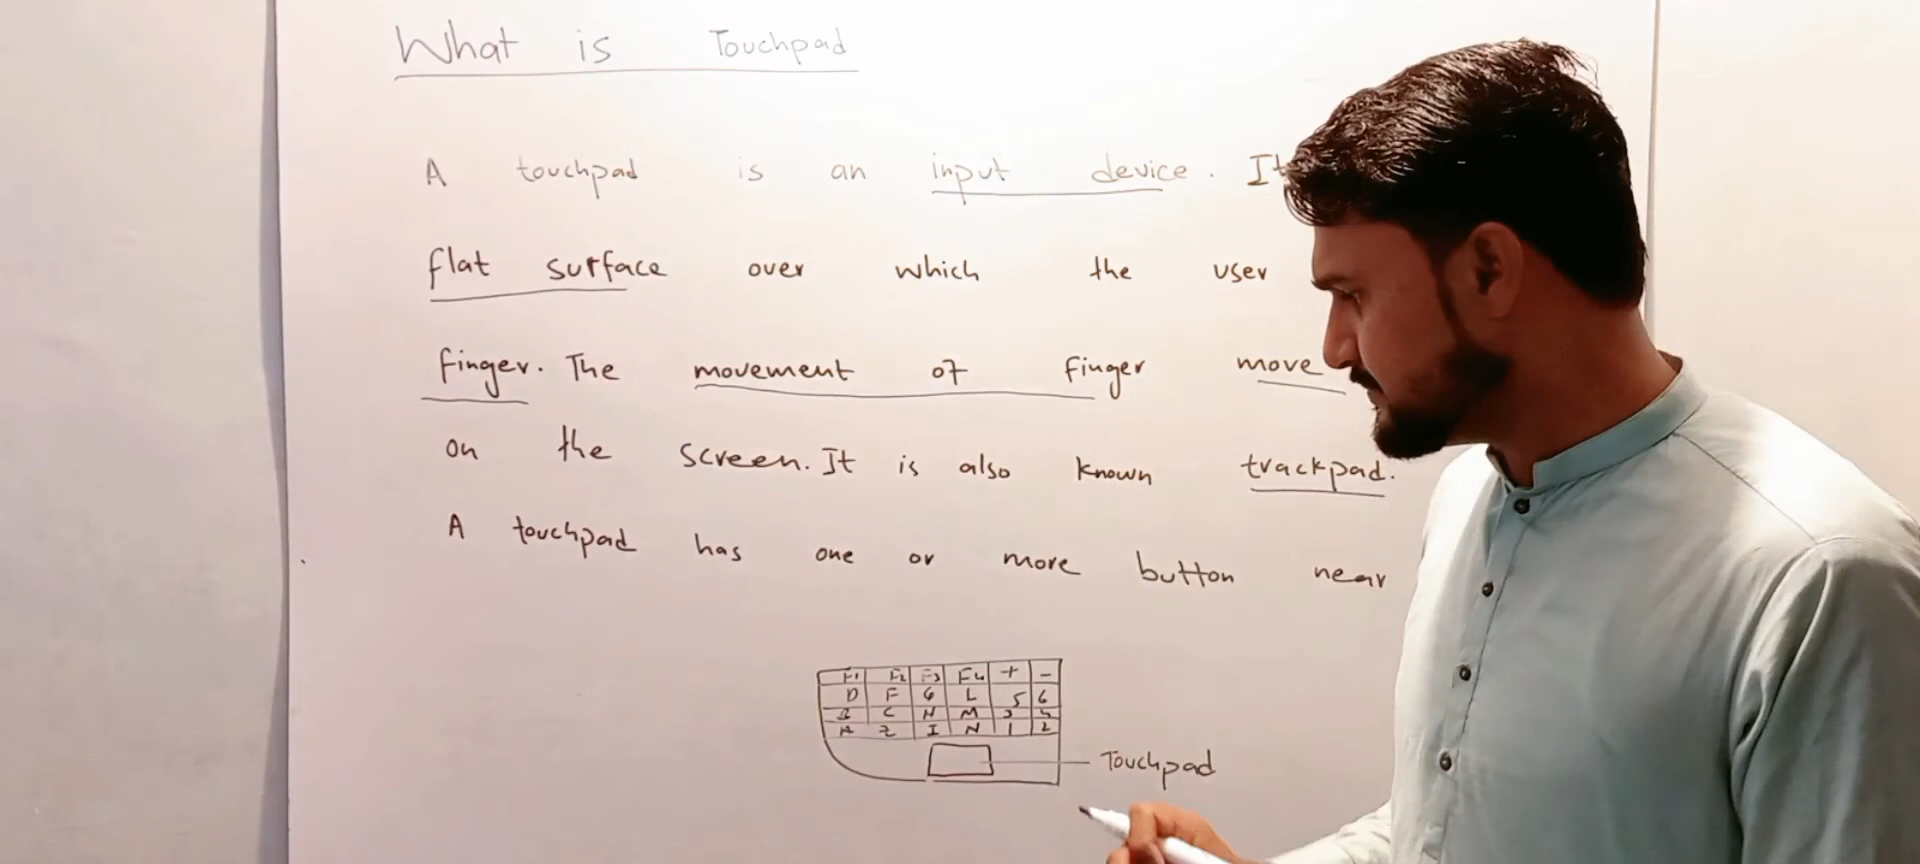 What is Touchpad
A touchpad is an input device. It
flat surface over which the user
finger. The movement of finger move
on the screen. It is also known trackpad.
A touchpad has one or more button near
F1 F2 F3 F4 + -
D F G L 5 6
B C H M 3 4
A Z I N 1 2
Touchpad